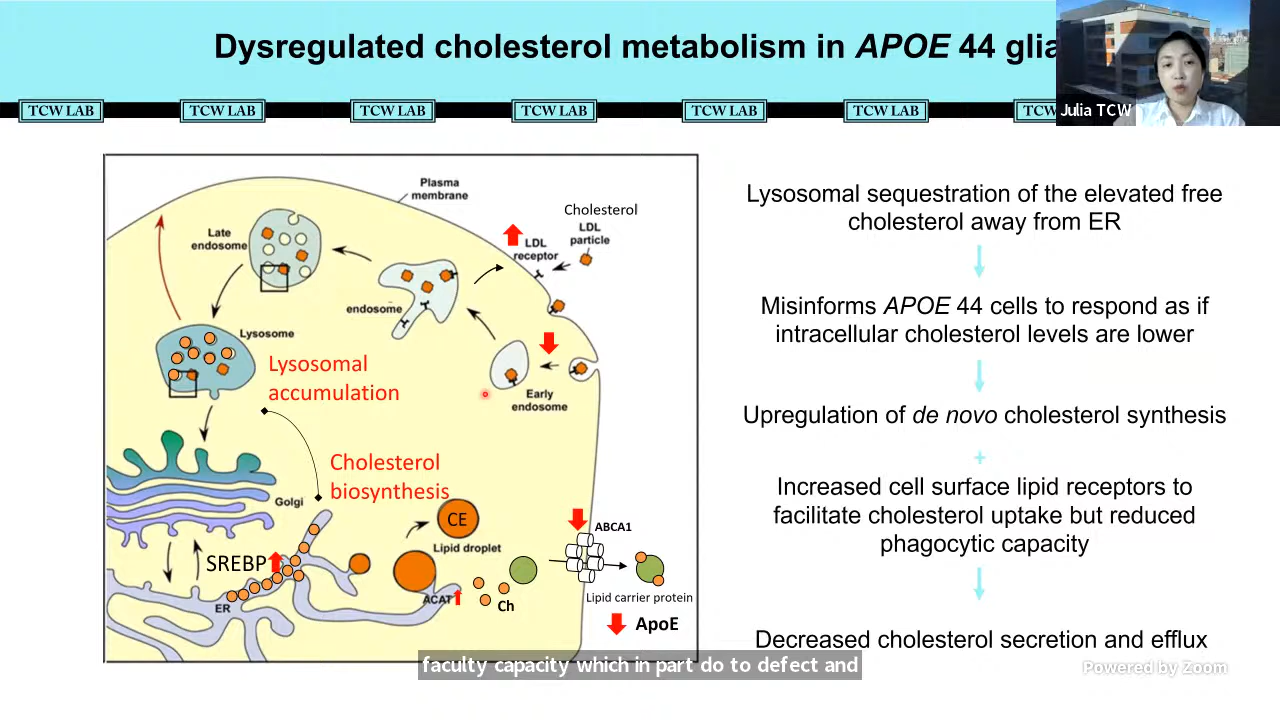 Dysregulated cholesterol metabolism in APOE 44 glia
TCW LAB
TCW LAB
TCW LAB
TCW LAB
TCW LAB
TCW LAB
TCW
Julia TCW
Plasma
membrane
Cholesterol
LDL
particle
LDL
receptor
Late
endosome
endosome
Lysosome
Lysosomal
accumulation
Early
endosome
Cholesterol
biosynthesis
Golgi
CE
Lipid droplet
ABCA1
SREBP
ER
ACAT
Ch
Lipid carrier protein
ApoE
Lysosomal sequestration of the elevated free
cholesterol away from ER
Misinforms APOE 44 cells to respond as if
intracellular cholesterol levels are lower
Upregulation of de novo cholesterol synthesis
+
Increased cell surface lipid receptors to
facilitate cholesterol uptake but reduced
phagocytic capacity
Decreased cholesterol secretion and efflux
faculty capacity which in part do to defect and
Powered by Zoom